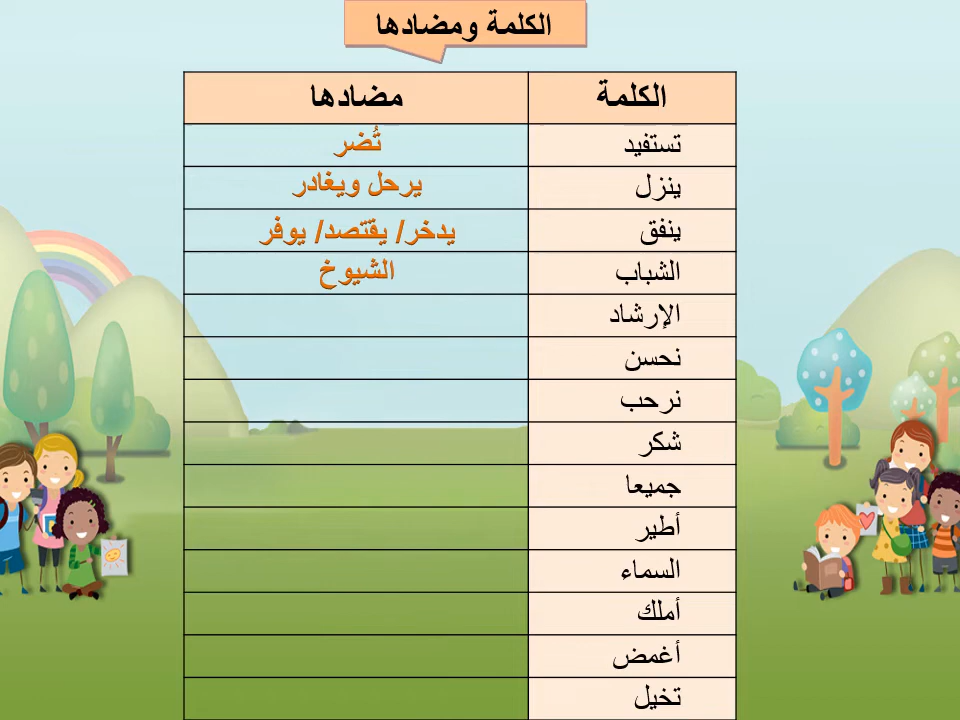 الكلمة ومضادها
الكلمة مضادها
تستفيد تُضر
ينزل يرحل ويغادر
ينفق يدخر/ يقتصد/ يوفر
الشباب الشيوخ
الإرشاد
نحسن
نرحب
شكر
جميعا
أطير
السماء
أملك
أغمض
تخيل